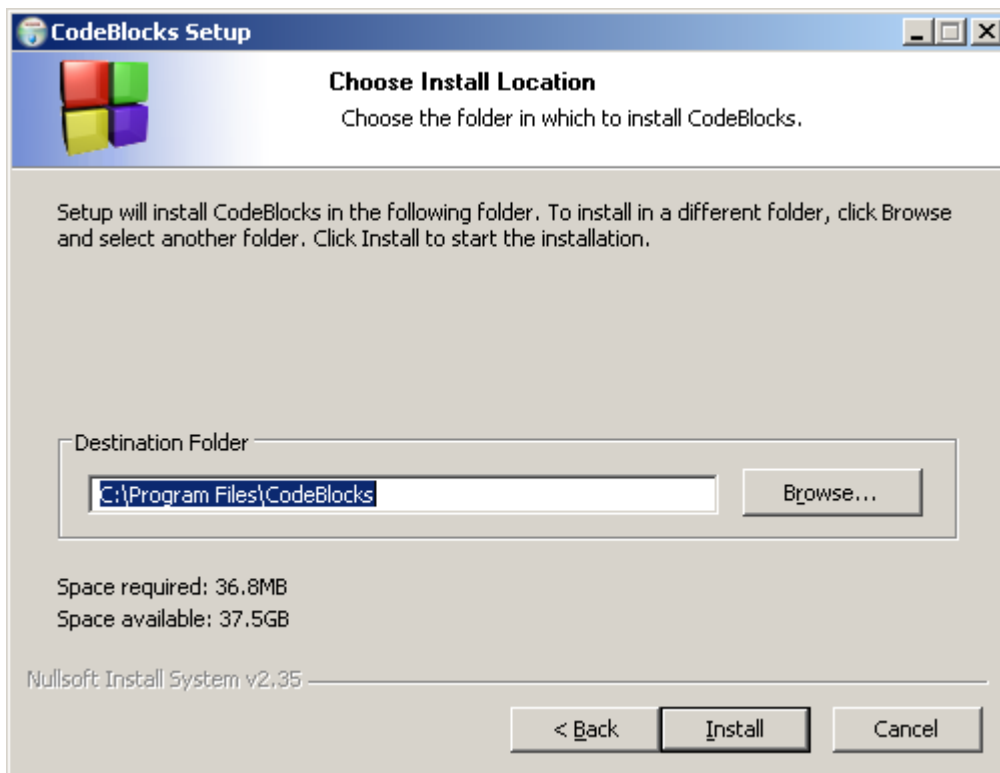 CodeBlocks Setup
Choose Install Location
Choose the folder in which to install CodeBlocks.
Setup will install CodeBlocks in the following folder. To install in a different folder, click Browse
and select another folder. Click Install to start the installation.
Destination Folder
C:\Program Files\CodeBlocks
Browse...
Space required: 36.8MB
Space available: 37.5GB
Nullsoft Install System v2.35
< Back
Install
Cancel